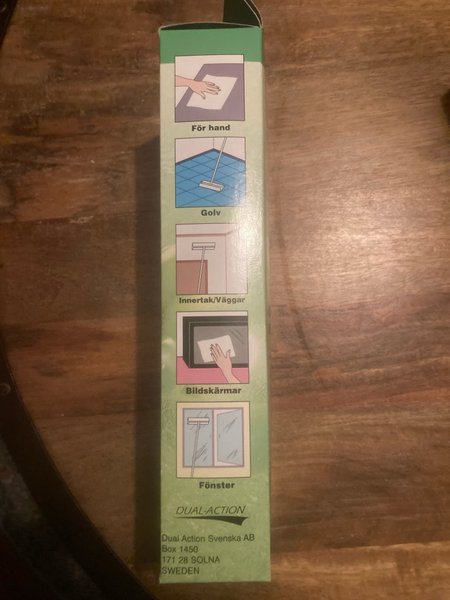 För hand
Golv
Innertak/Väggar
Bildskärmar
Fönster
DUAL-ACTION
Dual Action Svenska AB
Box 1450
171 28 SOLNA
SWEDEN